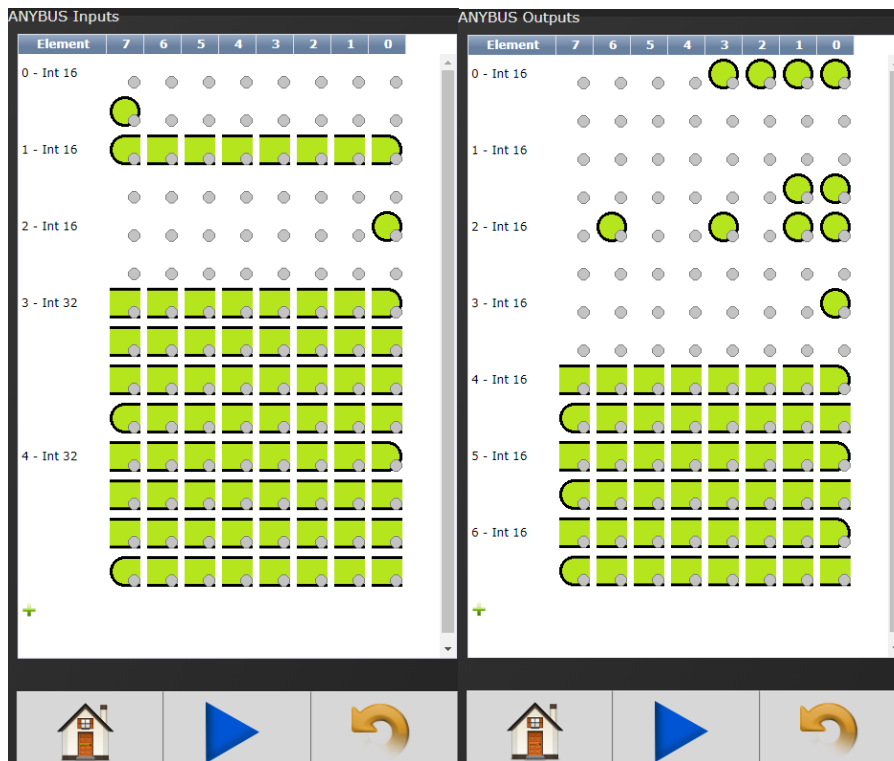 ANYBUS Inputs
Element 7 6 5 4 3 2 1 0
0 - Int 16
1 - Int 16
2 - Int 16
3 - Int 32
4 - Int 32
ANYBUS Outputs
Element 7 6 5 4 3 2 1 0
0 - Int 16
1 - Int 16
2 - Int 16
3 - Int 16
4 - Int 16
5 - Int 16
6 - Int 16